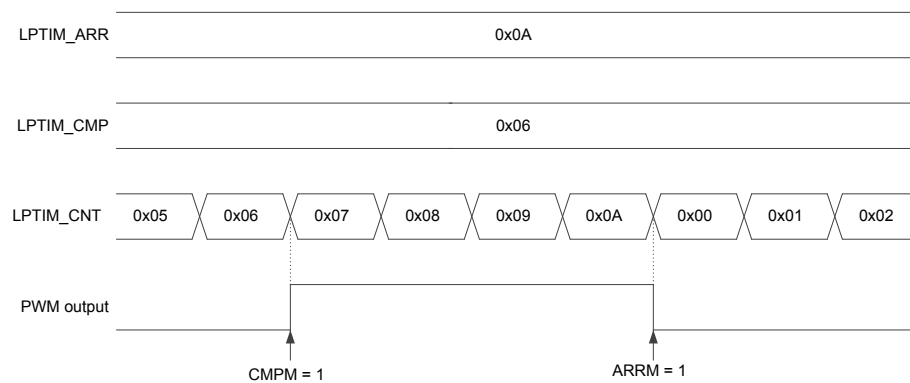 LPTIM_ARR 0x0A
LPTIM_CMP 0x06
LPTIM_CNT 0x05 0x06 0x07 0x08 0x09 0x0A 0x00 0x01 0x02
PWM output
CMPM = 1 ARRM = 1